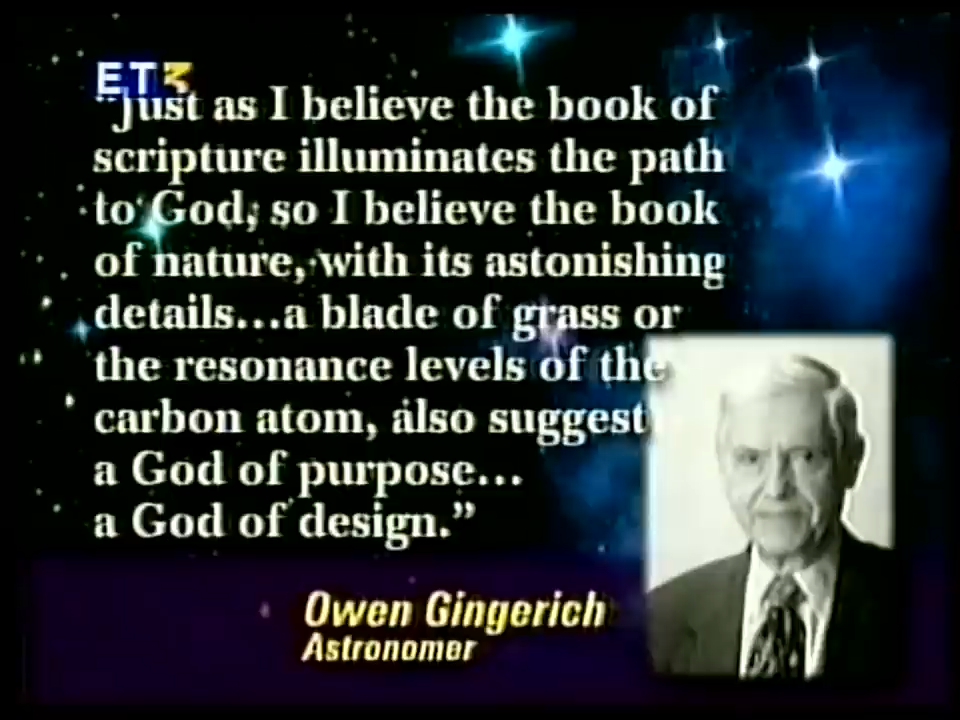 ET3
“Just as I believe the book of
scripture illuminates the path
to God, so I believe the book
of nature, with its astonishing
details...a blade of grass or
the resonance levels of the
carbon atom, also suggest
a God of purpose...
a God of design.”
Owen Gingerich
Astronomer